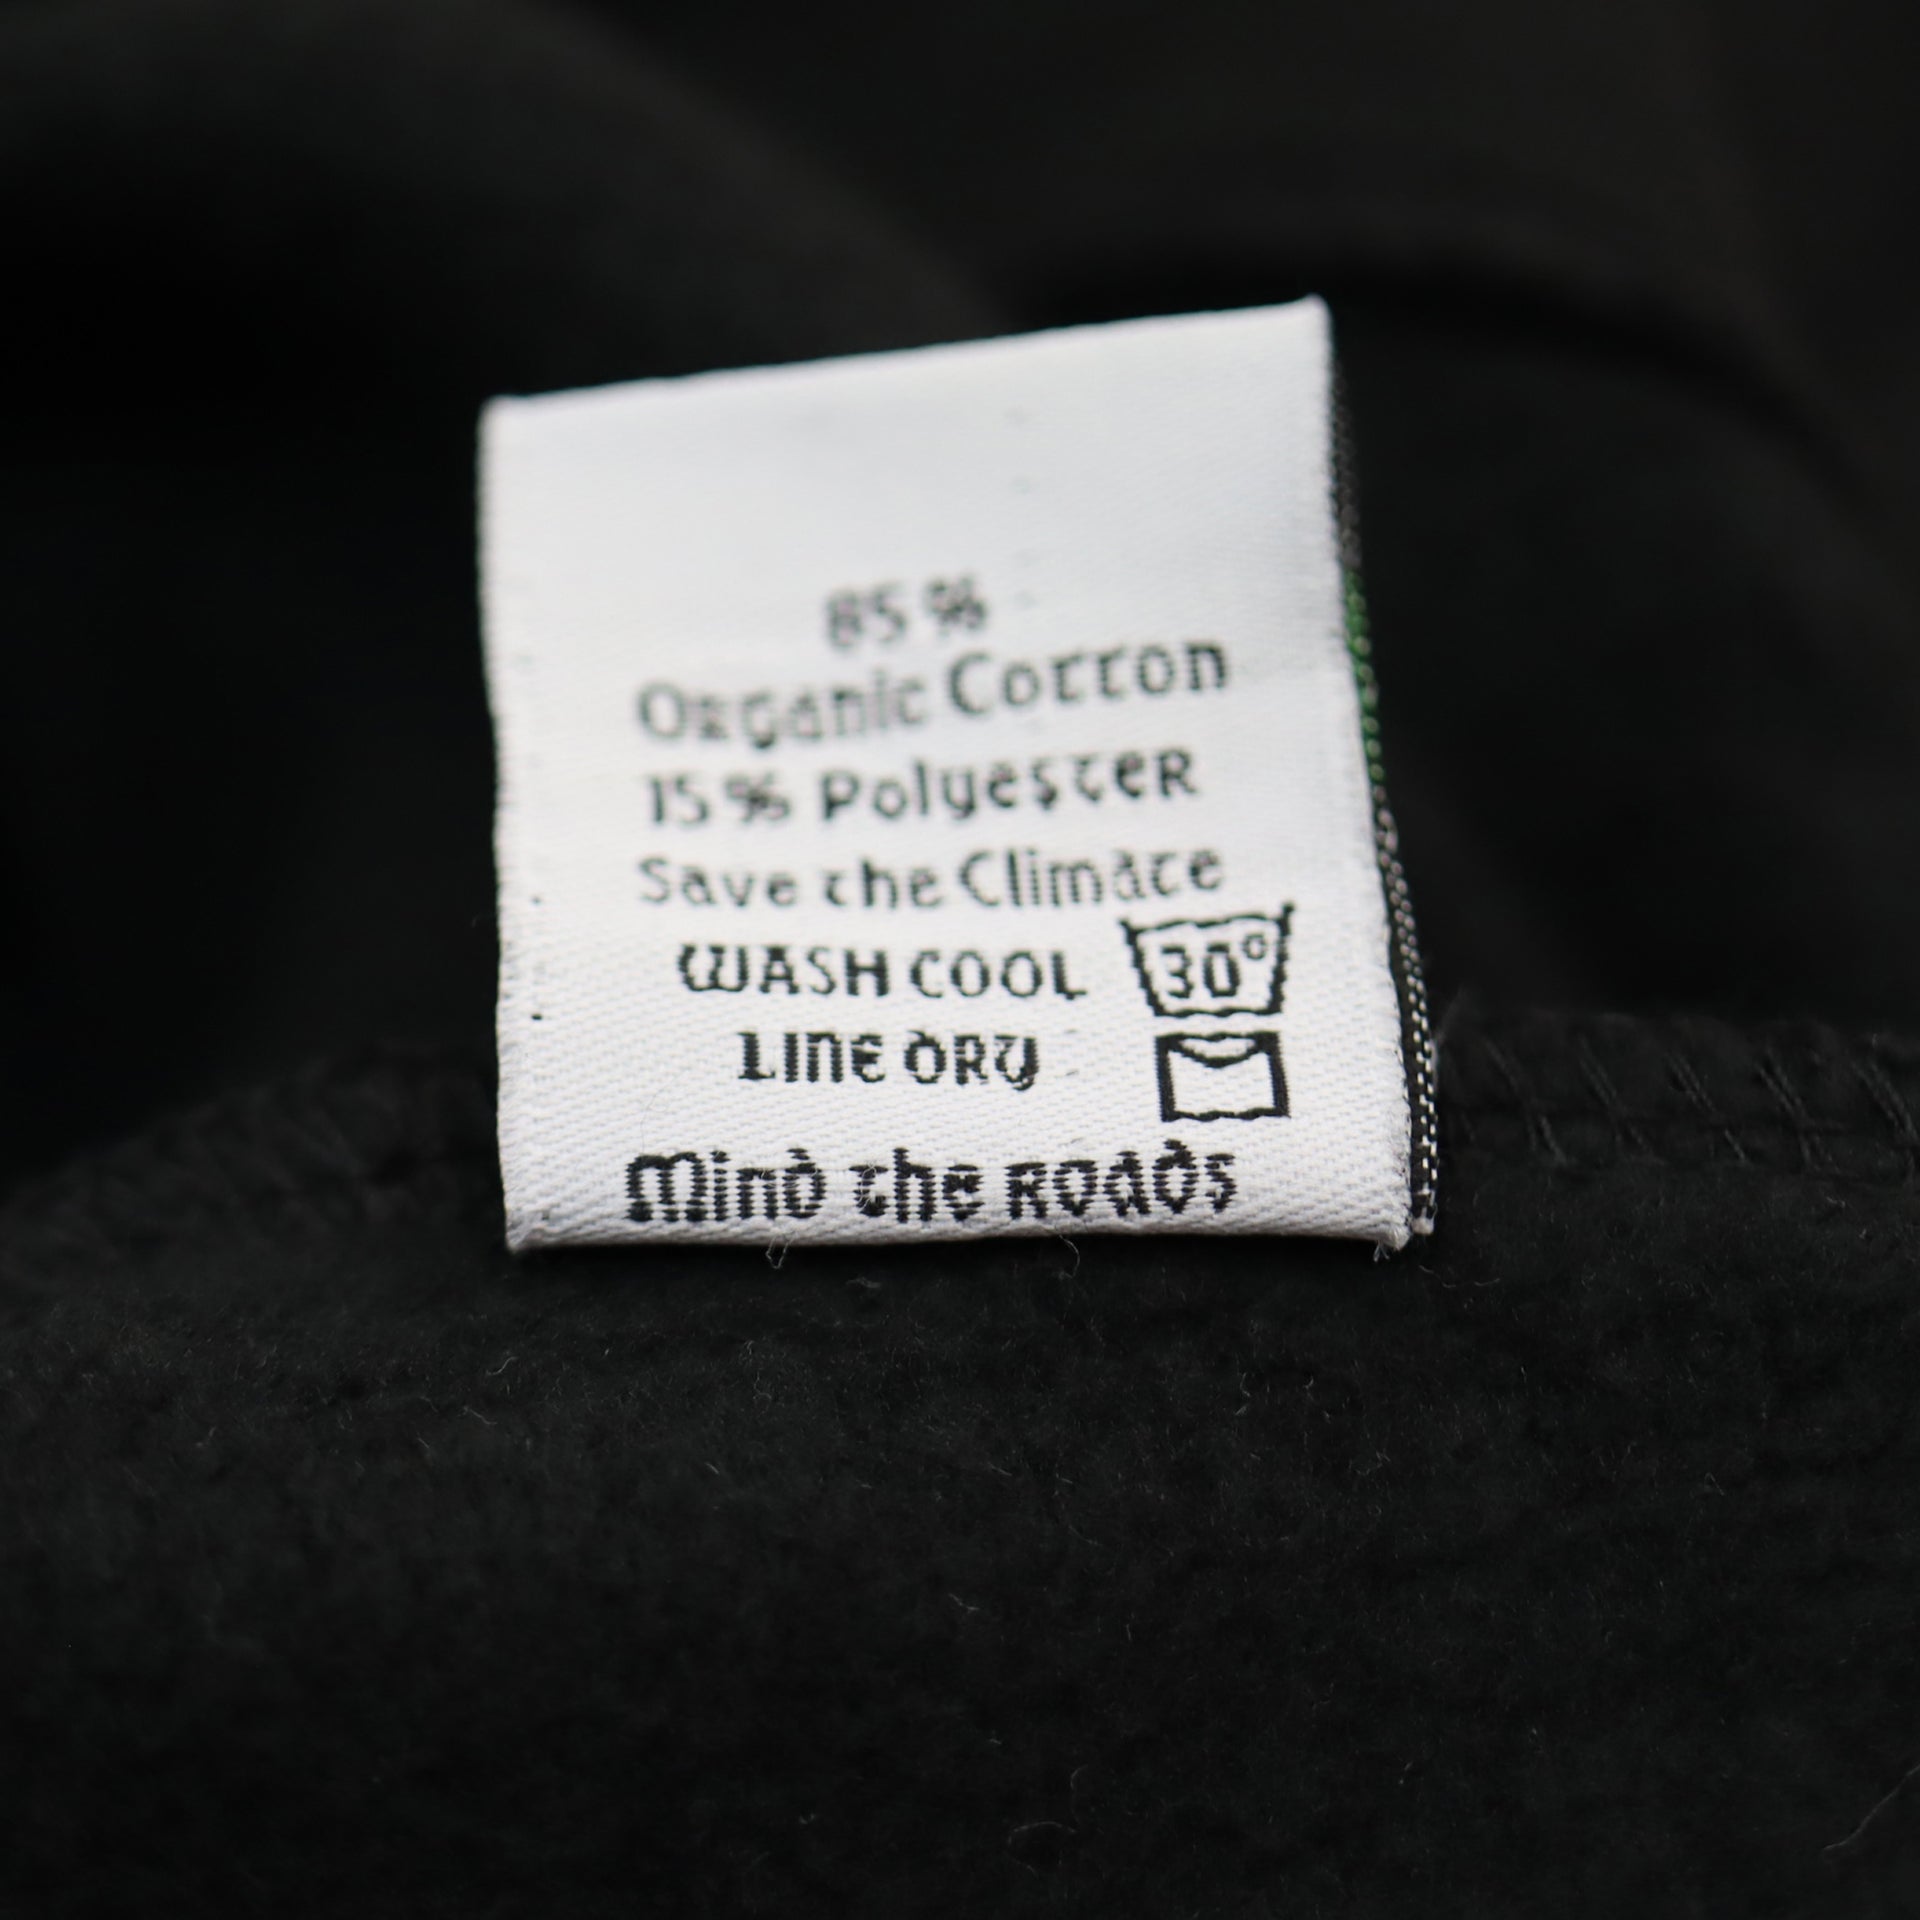 85%
Organic Cotton
15% Polyester
Save the Climate
WASH COOL 30°
LINE DRY
Mind the Roads